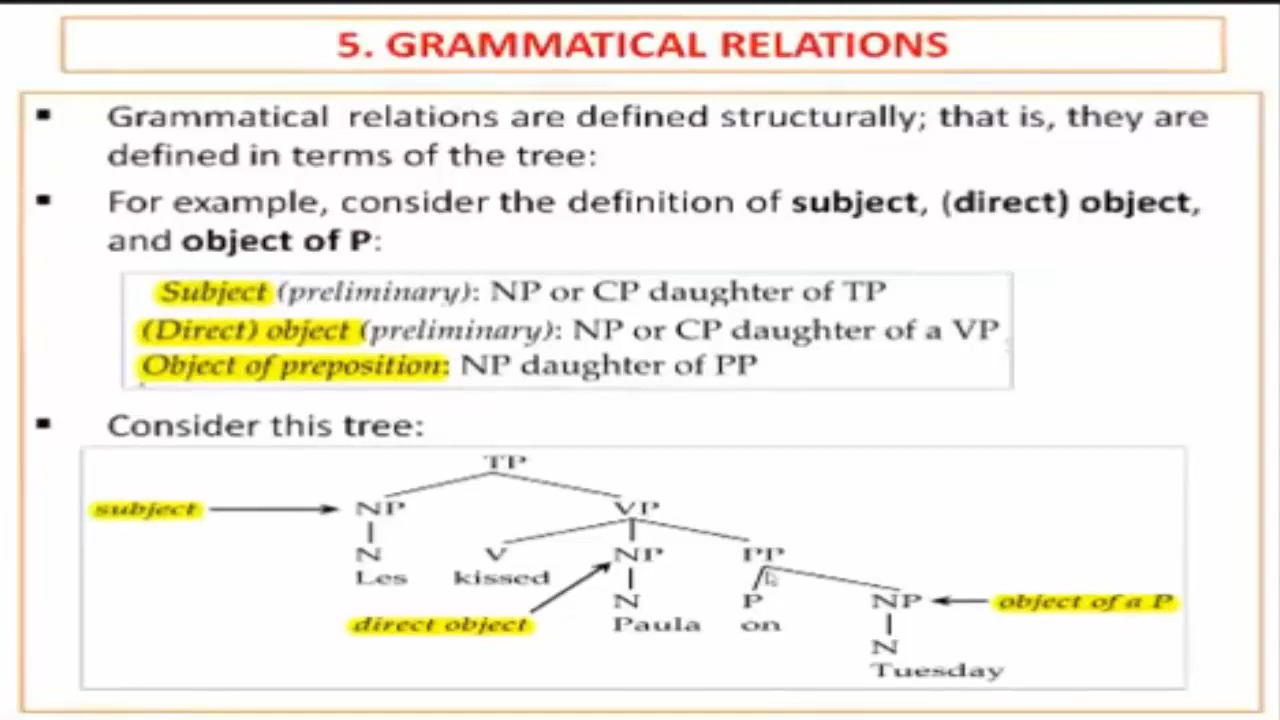 5. GRAMMATICAL RELATIONS
▪ Grammatical relations are defined structurally; that is, they are
defined in terms of the tree:
▪ For example, consider the definition of subject, (direct) object,
and object of P:
Subject (preliminary): NP or CP daughter of TP
(Direct) object (preliminary): NP or CP daughter of a VP
Object of preposition: NP daughter of PP
▪ Consider this tree:
TP
subject NP VP
N V NP PP
Les kissed
N P NP object of a P
direct object Paula on
N
Tuesday